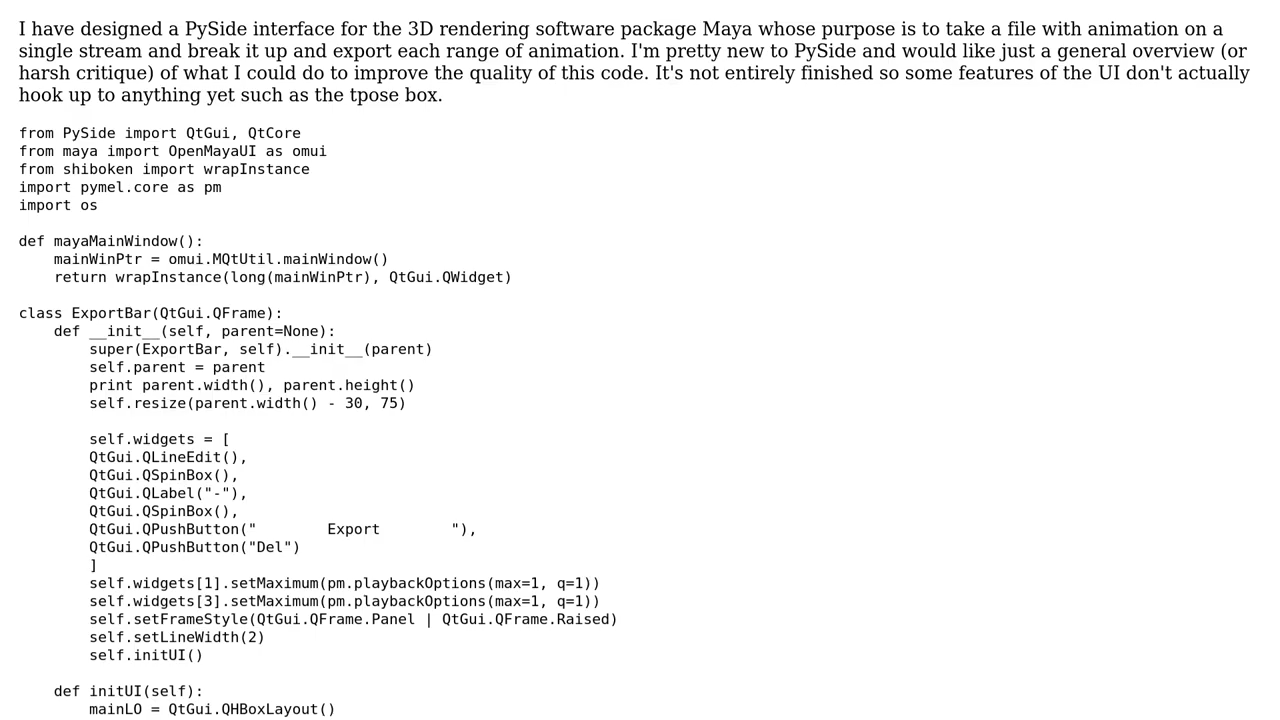 I have designed a PySide interface for the 3D rendering software package Maya whose purpose is to take a file with animation on a
single stream and break it up and export each range of animation. I'm pretty new to PySide and would like just a general overview (or
harsh critique) of what I could do to improve the quality of this code. It's not entirely finished so some features of the UI don't actually
hook up to anything yet such as the tpose box.
from PySide import QtGui, QtCore
from maya import OpenMayaUI as omui
from shiboken import wrapInstance
import pymel.core as pm
import os
def mayaMainWindow():
    mainWinPtr = omui.MQtUtil.mainWindow()
    return wrapInstance(long(mainWinPtr), QtGui.QWidget)
class ExportBar(QtGui.QFrame):
    def __init__(self, parent=None):
        super(ExportBar, self).__init__(parent)
        self.parent = parent
        print parent.width(), parent.height()
        self.resize(parent.width() - 30, 75)
        self.widgets = [
        QtGui.QLineEdit(),
        QtGui.QSpinBox(),
        QtGui.QLabel("-"),
        QtGui.QSpinBox(),
        QtGui.QPushButton("        Export        "),
        QtGui.QPushButton("Del")
        ]
        self.widgets[1].setMaximum(pm.playbackOptions(max=1, q=1))
        self.widgets[3].setMaximum(pm.playbackOptions(max=1, q=1))
        self.setFrameStyle(QtGui.QFrame.Panel | QtGui.QFrame.Raised)
        self.setLineWidth(2)
        self.initUI()
    def initUI(self):
        mainLO = QtGui.QHBoxLayout()